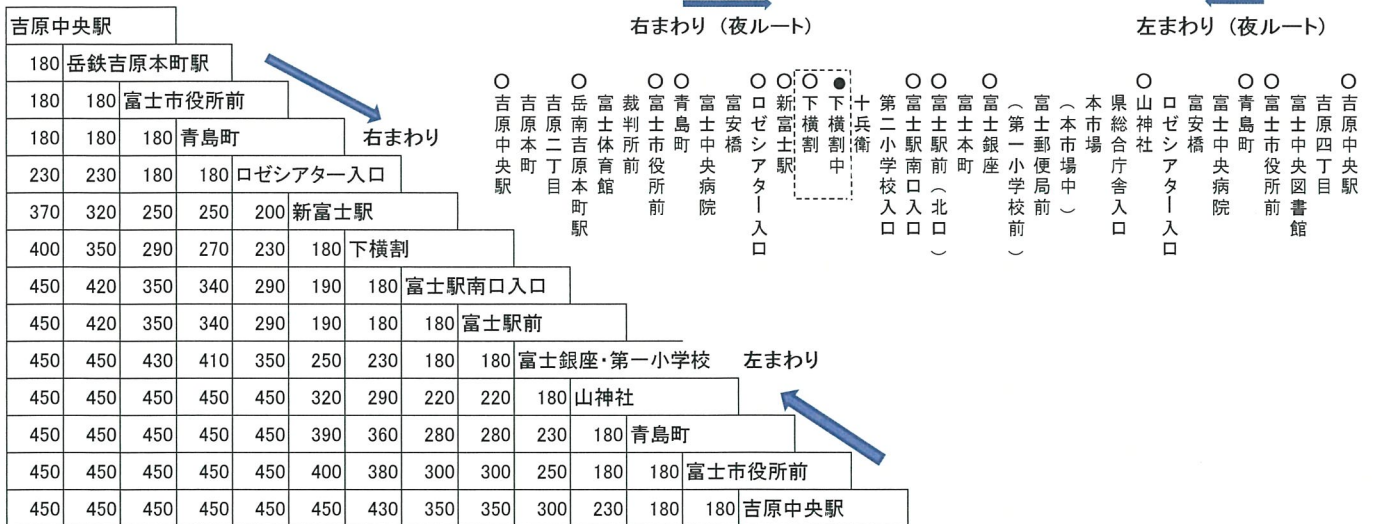 右まわり（夜ルート）
左まわり（夜ルート）
吉原中央駅
180 岳鉄吉原本町駅
180 180 富士市役所前
180 180 180 青島町
右まわり
230 230 180 180 ロゼシアター入口
370 320 250 250 200 新富士駅
400 350 290 270 230 180 下横割
450 420 350 340 290 190 180 富士駅南口入口
450 420 350 340 290 190 180 180 富士駅前
450 450 430 410 350 250 230 180 180 富士銀座・第一小学校
左まわり
450 450 450 450 450 320 290 220 220 180 山神社
450 450 450 450 450 390 360 280 280 230 180 青島町
450 450 450 450 450 400 380 300 300 250 180 180 富士市役所前
450 450 450 450 450 450 430 350 350 300 230 180 180 吉原中央駅
○吉原中央駅
吉原本町
吉原二丁目
○岳南吉原本町駅
富士体育館
裁判所前
○富士市役所前
○青島町
富士中央病院
富安橋
○ロゼシアター入口
○新富士駅
○下横割
●下横割中
十兵衛
第二小学校入口
○富士駅南口入口
○富士駅前（北口）
富士本町
○富士銀座
（第一小学校前）
富士郵便局前
（本市場中）
本市場
県総合庁舎入口
○山神社
ロゼシアター入口
富安橋
富士中央病院
○青島町
○富士市役所前
富士中央図書館
吉原四丁目
○吉原中央駅